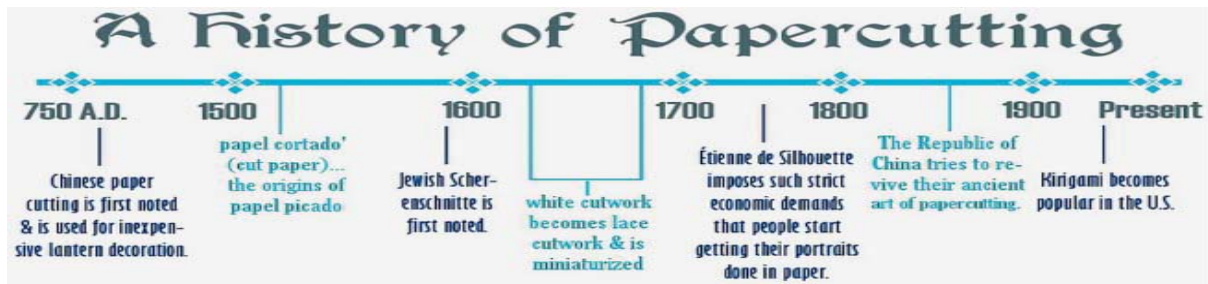 A History of Papercutting
750 A.D.
1500
1600
1700
1800
1900
Present
Chinese paper
cutting is first noted
& is used for inexpen-
sive lantern decoration.
papel cortado'
(cut paper)...
the origins of
papel picado
Jewish Scher-
enschnitte is
first noted.
white cutwork
becomes lace
cutwork & is
miniaturized
Étienne de Silhouette
imposes such strict
economic demands
that people start
getting their portraits
done in paper.
The Republic of
China tries to re-
vive their ancient
art of papercutting.
Kirigami becomes
popular in the U.S.